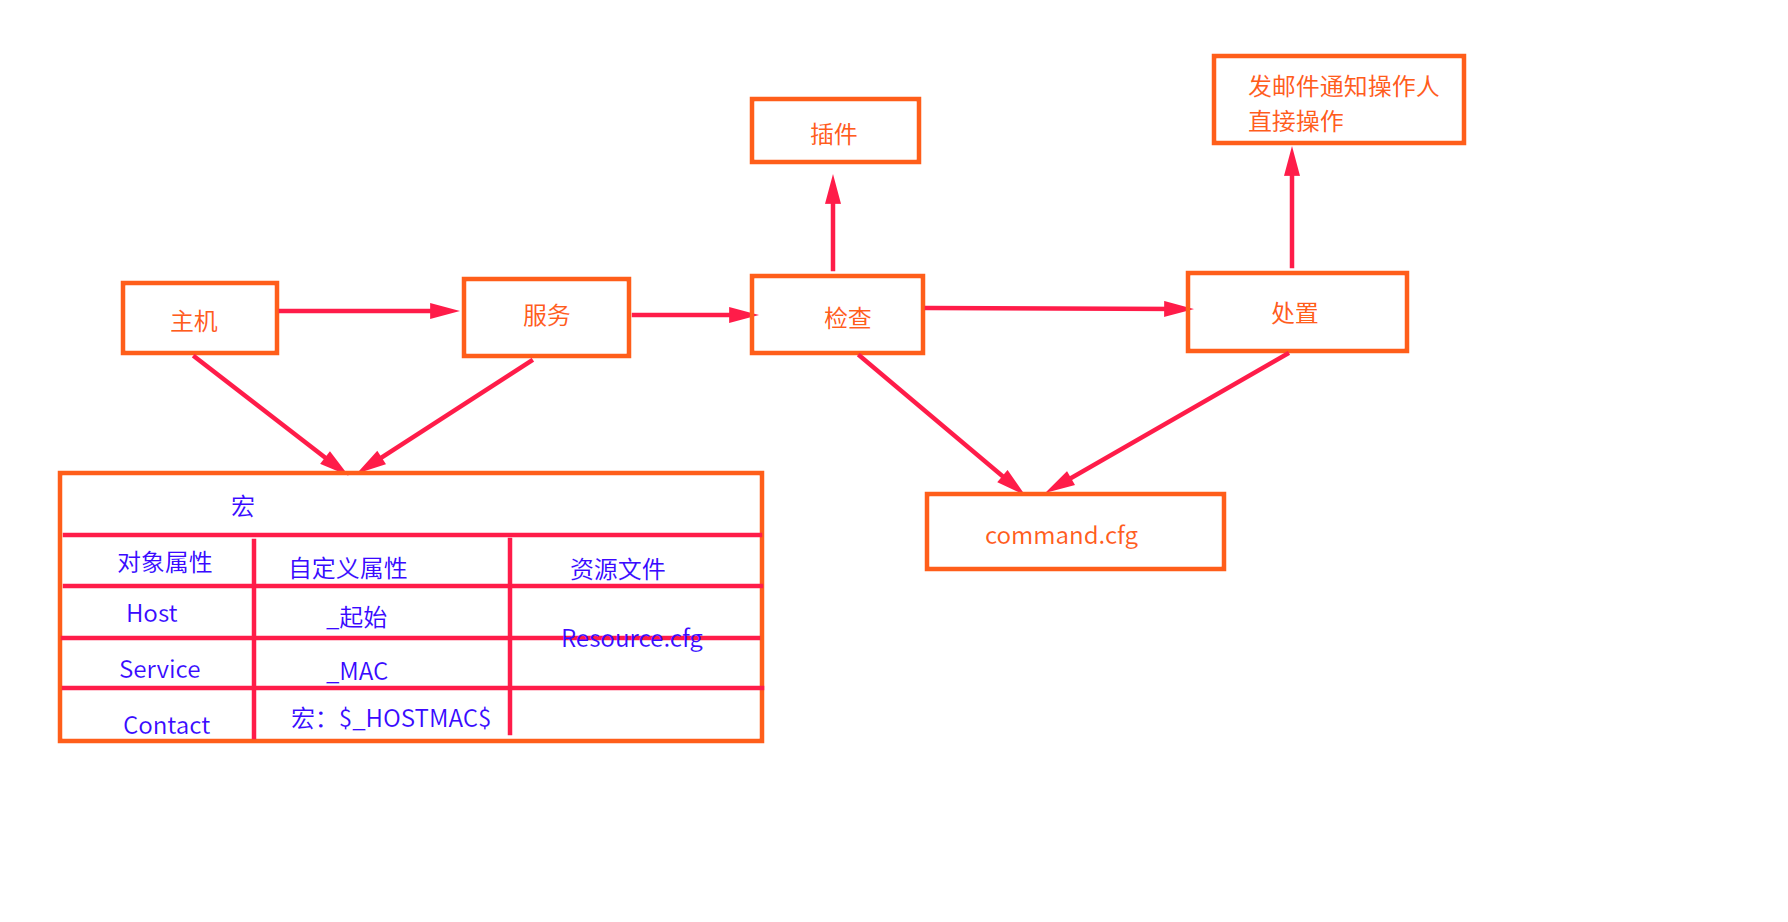 发邮件通知操作人
直接操作
插件
主机
服务
检查
处置
宏
对象属性
自定义属性
资源文件
Host
_起始
Resource.cfg
Service
_MAC
Contact
宏：$_HOSTMAC$
command.cfg